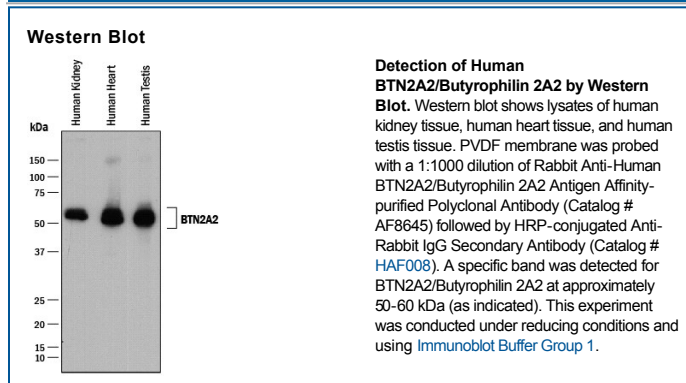 Western Blot
Human Kidney
Human Heart
Human Testis
kDa
150
100
75
50
37
25
20
15
10
BTN2A2
Detection of Human
BTN2A2/Butyrophilin 2A2 by Western
Blot. Western blot shows lysates of human
kidney tissue, human heart tissue, and human
testis tissue. PVDF membrane was probed
with a 1:1000 dilution of Rabbit Anti-Human
BTN2A2/Butyrophilin 2A2 Antigen Affinity-
purified Polyclonal Antibody (Catalog #
AF8645) followed by HRP-conjugated Anti-
Rabbit IgG Secondary Antibody (Catalog #
HAF008). A specific band was detected for
BTN2A2/Butyrophilin 2A2 at approximately
50-60 kDa (as indicated). This experiment
was conducted under reducing conditions and
using Immunoblot Buffer Group 1.